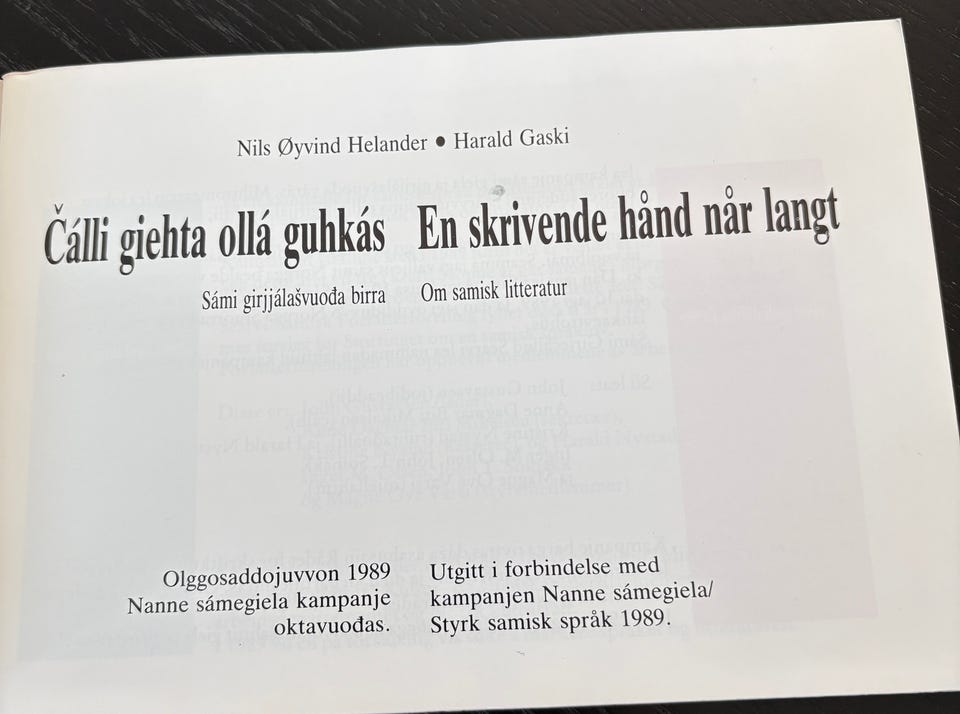 Nils Øyvind Helander • Harald Gaski
Čálli giehta ollá guhkás
Sámi girjjálašvuođa birra
En skrivende hånd når langt
Om samisk litteratur
Olggosaddojuvvon 1989
Nanne sámegiela kampanje
oktavuođas.
Utgitt i forbindelse med
kampanjen Nanne sámegiela/
Styrk samisk språk 1989.